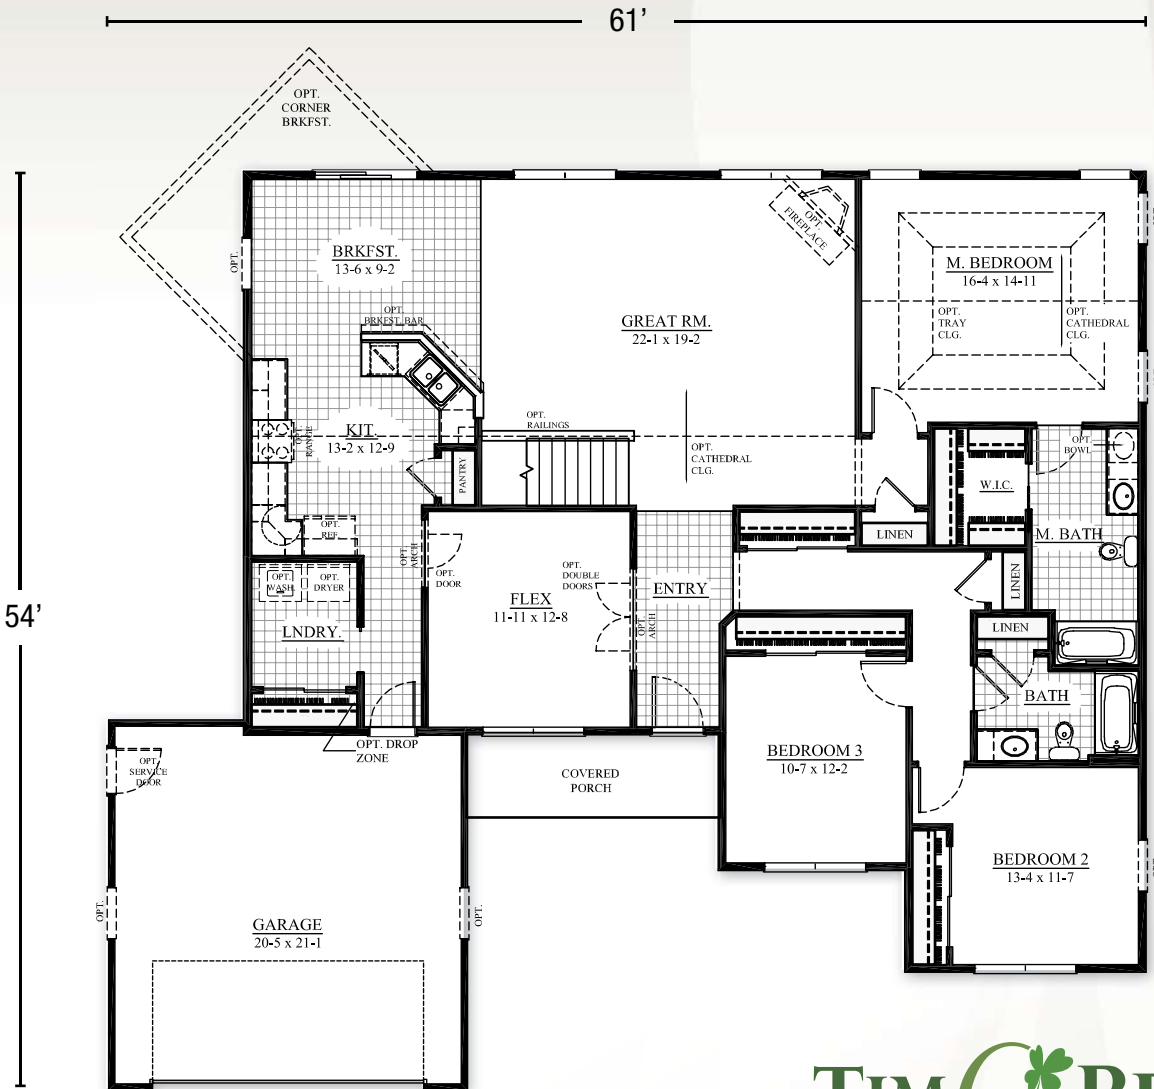 61’
OPT.
CORNER
BRKFST.
BRKFST.
13-6 x 9-2
OPT.
OPT.
BRKFST. BAR
GREAT RM.
22-1 x 19-2
OPT.
FIREPLACE
M. BEDROOM
16-4 x 14-11
OPT.
TRAY
CLG.
OPT.
CATHEDRAL
CLG.
KIT.
13-2 x 12-9
OPT.
RANGE
OPT.
RAILINGS
OPT.
CATHEDRAL
CLG.
PANTRY
OPT.
BOWL
W.I.C.
M. BATH
LINEN
LINEN
LINEN
OPT.
REF.
OPT.
ARCH
OPT.
DOOR
OPT.
DOUBLE
DOORS
FLEX
11-11 x 12-8
ENTRY
OPT.
ARCH
54’
OPT.
WASH
OPT.
DRYER
LNDRY.
BATH
OPT. DROP
ZONE
OPT.
SERVICE
DOOR
COVERED
PORCH
BEDROOM 3
10-7 x 12-2
BEDROOM 2
13-4 x 11-7
OPT.
OPT.
GARAGE
20-5 x 21-1
TIM